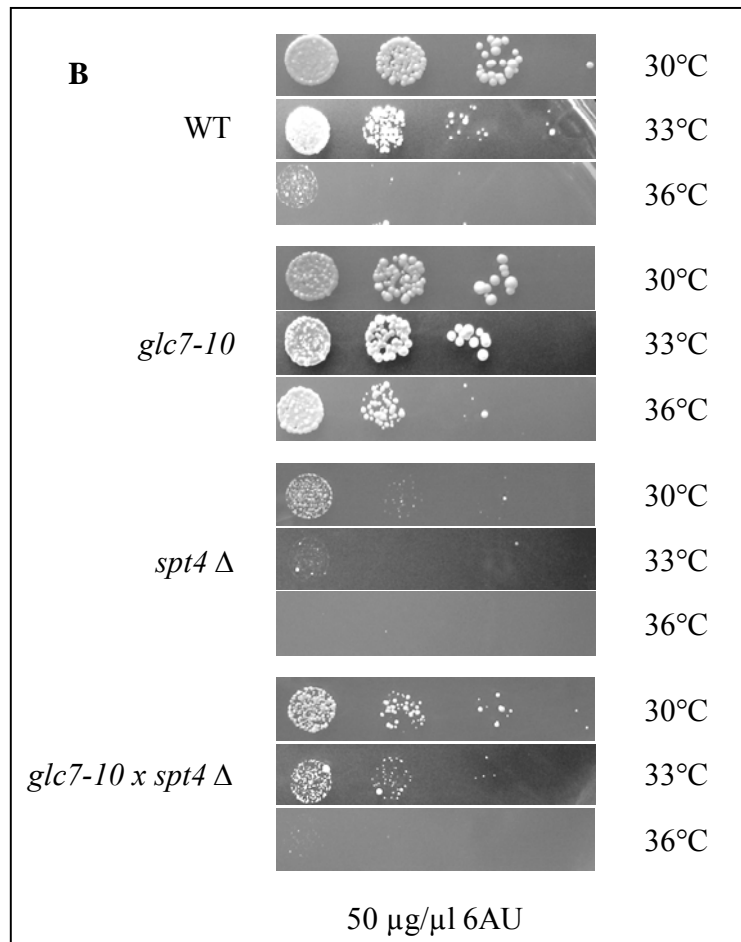 B
30°C
WT
33°C
36°C
30°C
glc7-10
33°C
36°C
30°C
spt4 Δ
33°C
36°C
30°C
glc7-10 x spt4 Δ
33°C
36°C
50 µg/µl 6AU